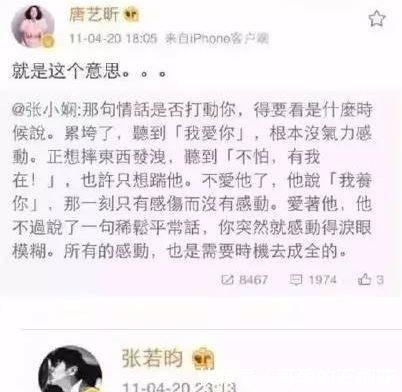 唐艺昕
11-04-20 18:05 来自iPhone客户端
就是这个意思。。。
@张小娴:那句情話是否打動你，得要看是什麼時
候說。累垮了，聽到「我愛你」，根本沒氣力感
動。正想摔東西發洩，聽到「不怕，有我
在！」，也許只想踹他。不愛他了，他說「我養
你」，那一刻只有感傷而沒有感動。愛著他，他
不過說了一句稀鬆平常話，你突然就感動得淚眼
模糊。所有的感動，也是需要時機去成全的。
8467 1974 3
张若昀